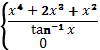 x⁴ + 2x³ + x²
tan⁻¹ x
0